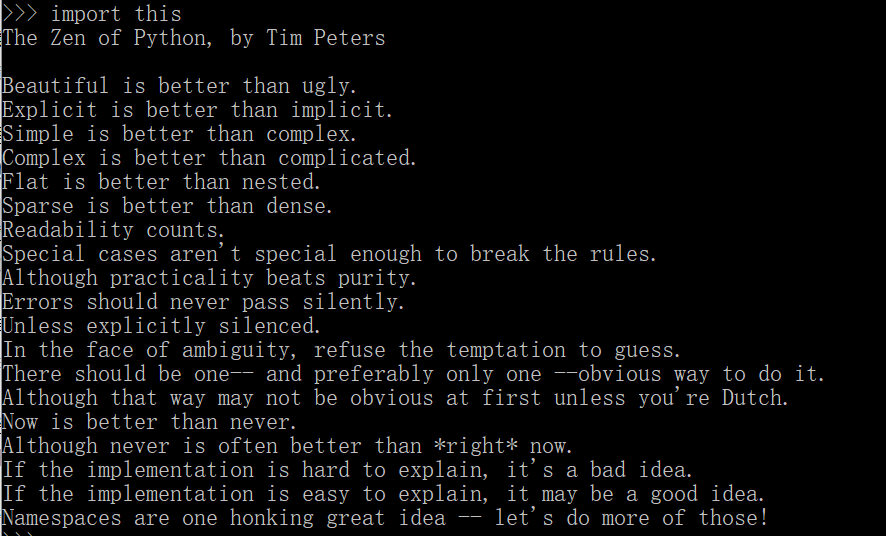 >>> import this
The Zen of Python, by Tim Peters

Beautiful is better than ugly.
Explicit is better than implicit.
Simple is better than complex.
Complex is better than complicated.
Flat is better than nested.
Sparse is better than dense.
Readability counts.
Special cases aren't special enough to break the rules.
Although practicality beats purity.
Errors should never pass silently.
Unless explicitly silenced.
In the face of ambiguity, refuse the temptation to guess.
There should be one-- and preferably only one --obvious way to do it.
Although that way may not be obvious at first unless you're Dutch.
Now is better than never.
Although never is often better than *right* now.
If the implementation is hard to explain, it's a bad idea.
If the implementation is easy to explain, it may be a good idea.
Namespaces are one honking great idea -- let's do more of those!
>>>